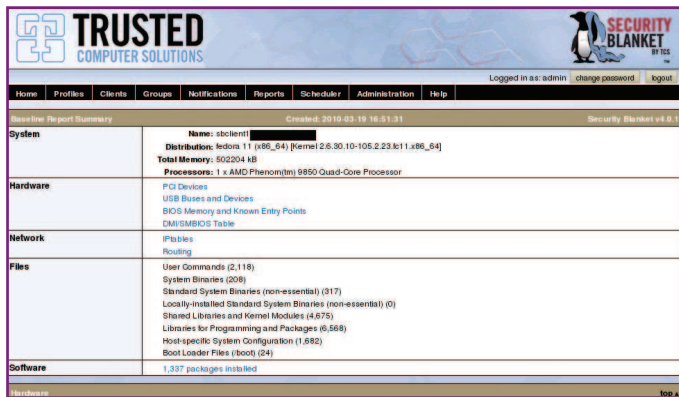 TRUSTED
COMPUTER SOLUTIONS
SECURITY
BLANKET
BY TCS
Logged in as: admin change password logout
Home Profiles Clients Groups Notifications Reports Scheduler Administration Help
Baseline Report Summary Created: 2010-03-19 16:51:31 Security Blanket v4.0.1
System Name: sbclient1
Distribution: fedora 11 (x86_64) [Kernel 2.6.30.10-105.2.23.fc11.x86_64]
Total Memory: 502204 kB
Processors: 1 x AMD Phenom(tm) 9850 Quad-Core Processor
Hardware PCI Devices
USB Buses and Devices
BIOS Memory and Known Entry Points
DMI/SMBIOS Table
Network IPtables
Routing
Files User Commands (2,118)
System Binaries (208)
Standard System Binaries (non-essential) (317)
Locally-installed Standard System Binaries (non-essential) (0)
Shared Libraries and Kernel Modules (4,675)
Libraries for Programming and Packages (6,568)
Host-specific System Configuration (1,682)
Boot Loader Files (/boot) (24)
Software 1,337 packages installed
Hardware top